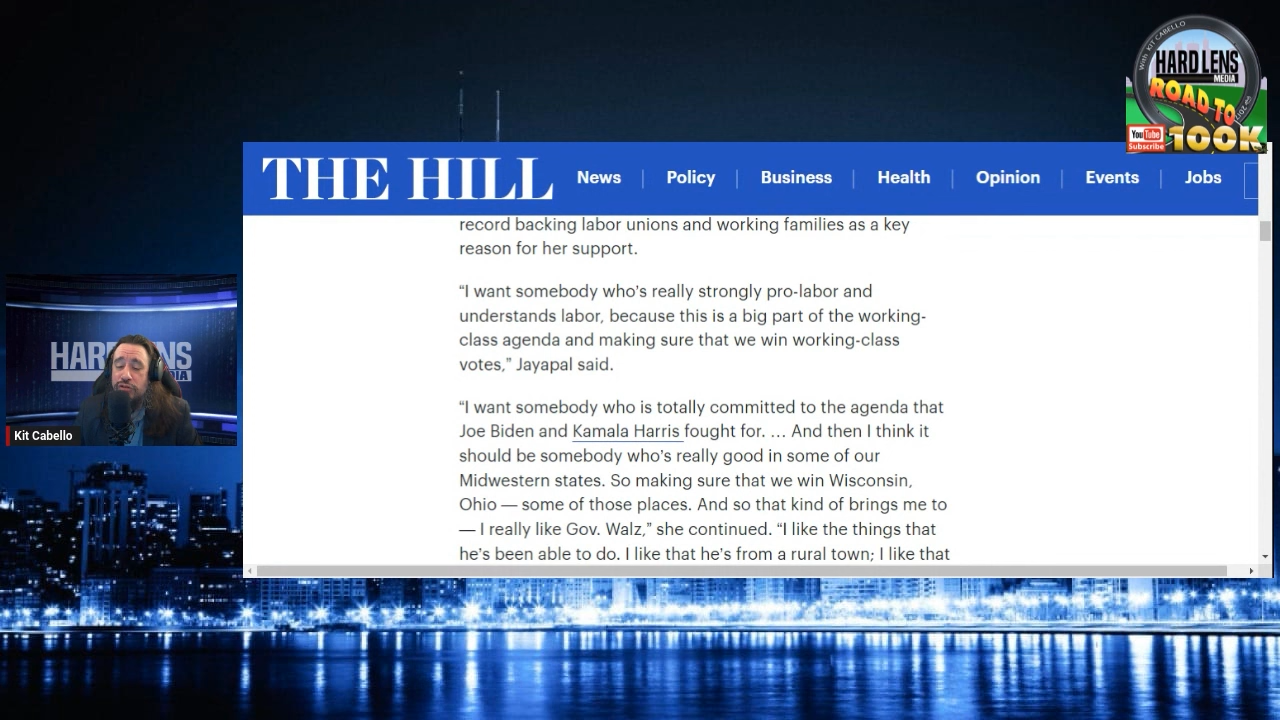 With KIT CABELLO
HARD LENS
MEDIA
ROAD TO
YouTube
Subscribe
100K
THE HILL
News
Policy
Business
Health
Opinion
Events
Jobs
record backing labor unions and working families as a key
reason for her support.
“I want somebody who’s really strongly pro-labor and
understands labor, because this is a big part of the working-
class agenda and making sure that we win working-class
votes,” Jayapal said.
“I want somebody who is totally committed to the agenda that
Joe Biden and Kamala Harris fought for. … And then I think it
should be somebody who’s really good in some of our
Midwestern states. So making sure that we win Wisconsin,
Ohio — some of those places. And so that kind of brings me to
— I really like Gov. Walz,” she continued. “I like the things that
he’s been able to do. I like that he’s from a rural town; I like that
Kit Cabello